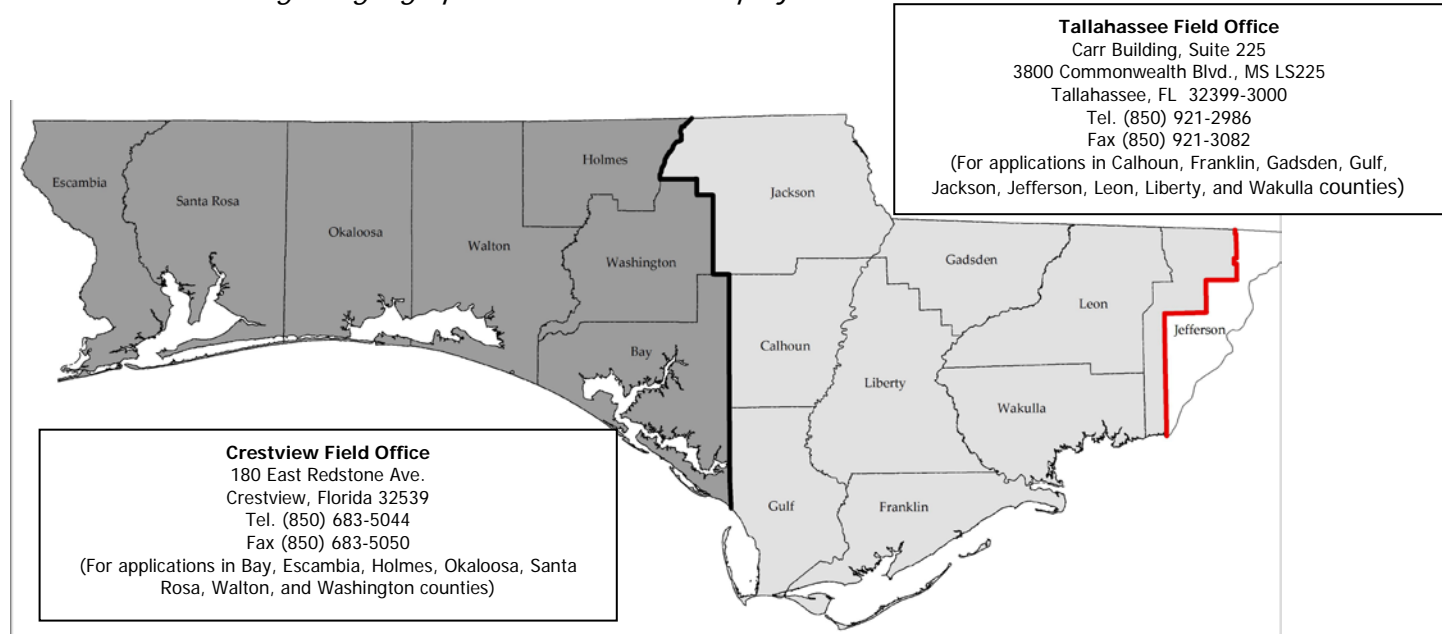 Tallahassee Field Office
Carr Building, Suite 225
3800 Commonwealth Blvd., MS LS225
Tallahassee, FL 32399-3000
Tel. (850) 921-2986
Fax (850) 921-3082
(For applications in Calhoun, Franklin, Gadsden, Gulf,
Jackson, Jefferson, Leon, Liberty, and Wakulla counties)
Holmes
Escambia
Jackson
Santa Rosa
Okaloosa
Walton
Washington
Gadsden
Leon
Jefferson
Bay
Calhoun
Liberty
Wakulla
Gulf
Franklin
Crestview Field Office
180 East Redstone Ave.
Crestview, Florida 32539
Tel. (850) 683-5044
Fax (850) 683-5050
(For applications in Bay, Escambia, Holmes, Okaloosa, Santa
Rosa, Walton, and Washington counties)